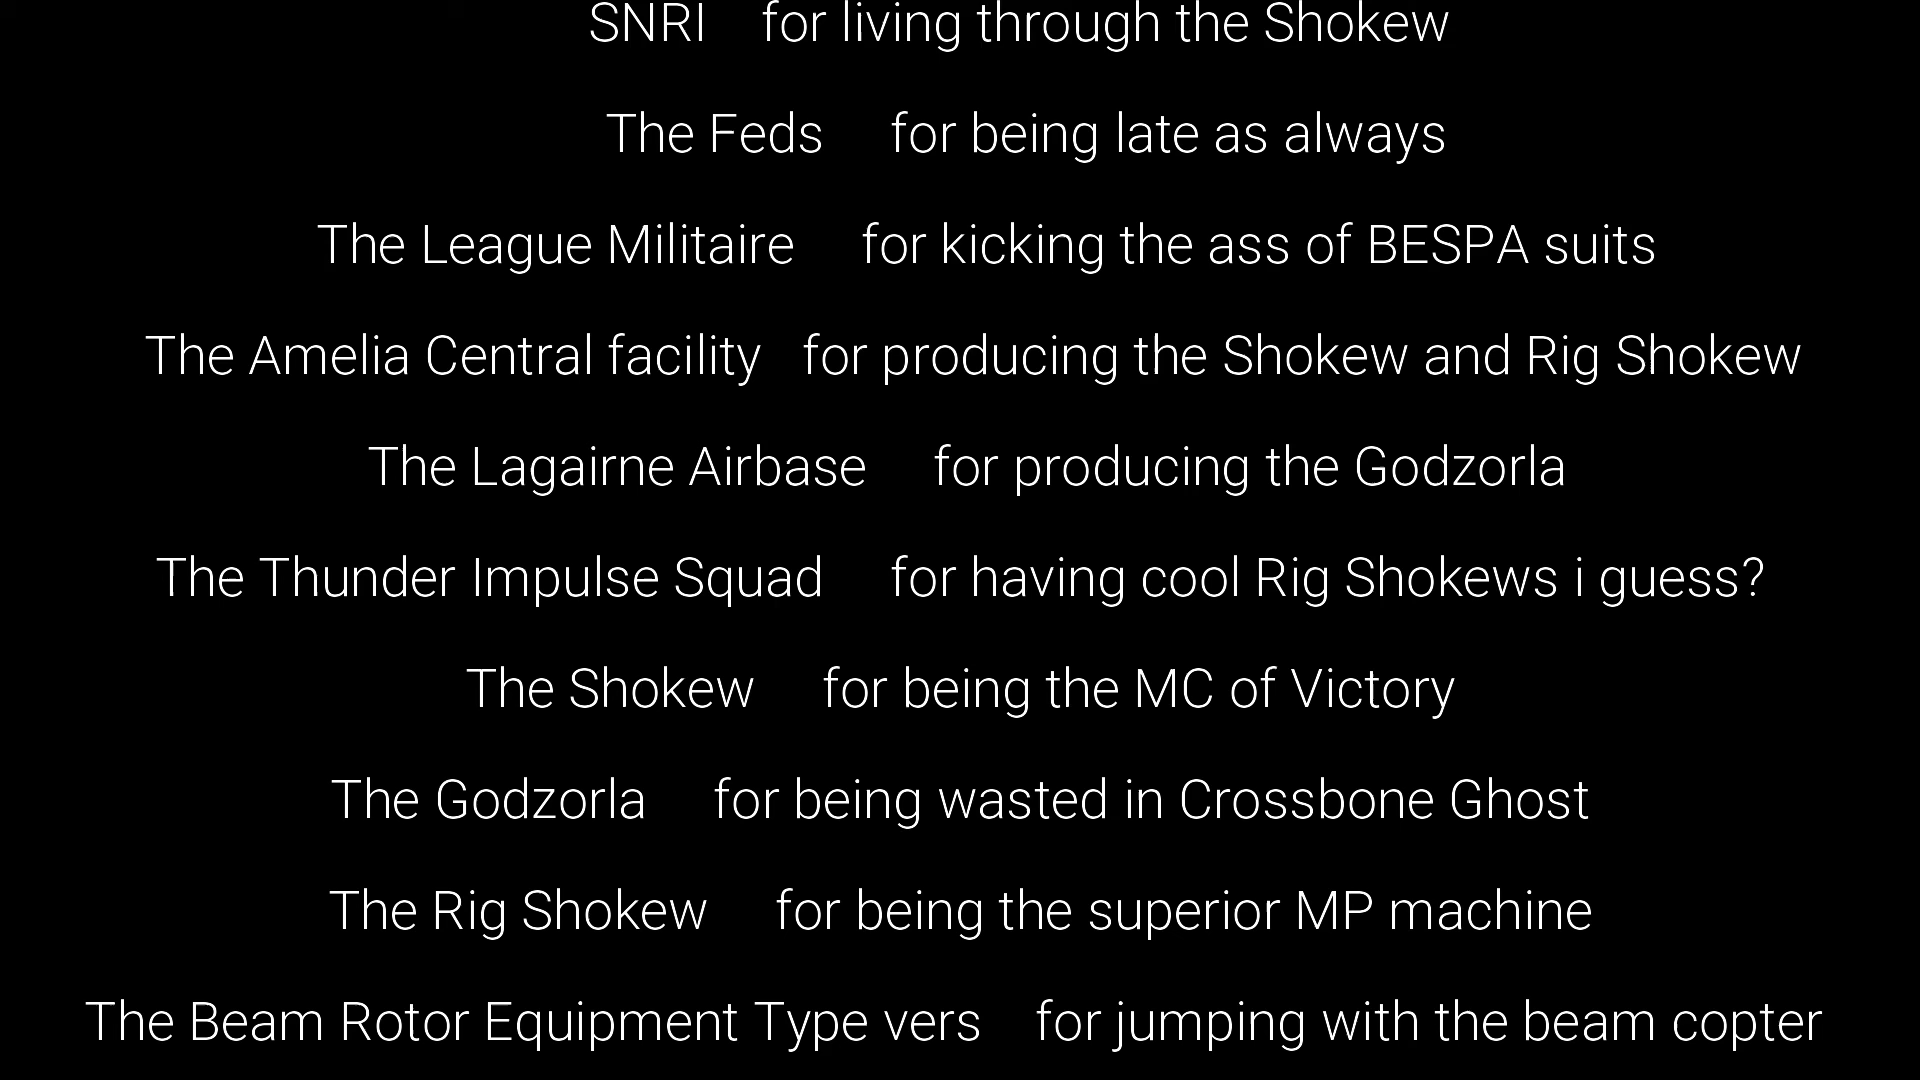 SNRI for living through the Shokew
The Feds for being late as always
The League Militaire for kicking the ass of BESPA suits
The Amelia Central facility for producing the Shokew and Rig Shokew
The Lagairne Airbase for producing the Godzorla
The Thunder Impulse Squad for having cool Rig Shokews i guess?
The Shokew for being the MC of Victory
The Godzorla for being wasted in Crossbone Ghost
The Rig Shokew for being the superior MP machine
The Beam Rotor Equipment Type vers for jumping with the beam copter